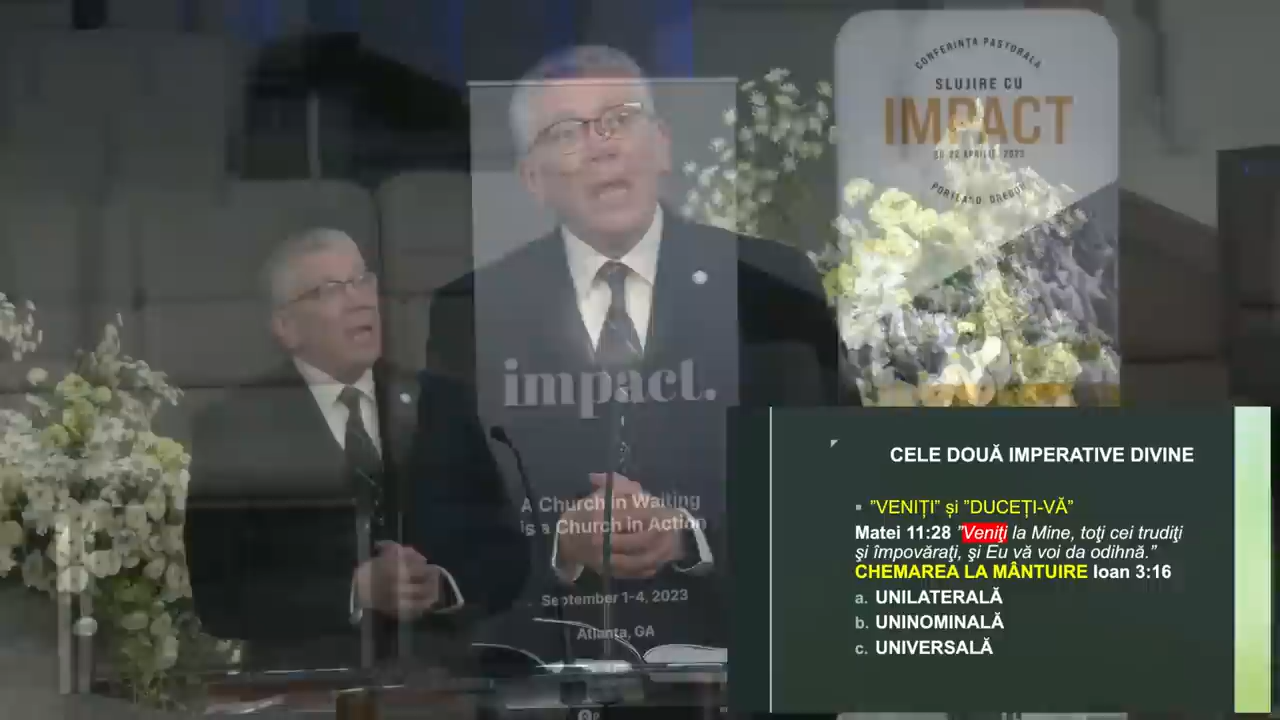 CONFERINȚA PASTORALĂ
SLUJIRE CU
IMPACT
22 APRILIE, 2023
PORTLAND, OREGON
impact.
A Church in Waiting
is a Church in Action
September 1-4, 2023
Atlanta, GA
CELE DOUĂ IMPERATIVE DIVINE
▪ ”VENIȚI” și ”DUCEȚI-VĂ”
Matei 11:28 ”Veniţi la Mine, toţi cei trudiţi
şi împovăraţi, şi Eu vă voi da odihnă.”
CHEMAREA LA MÂNTUIRE Ioan 3:16
a. UNILATERALĂ
b. UNINOMINALĂ
c. UNIVERSALĂ